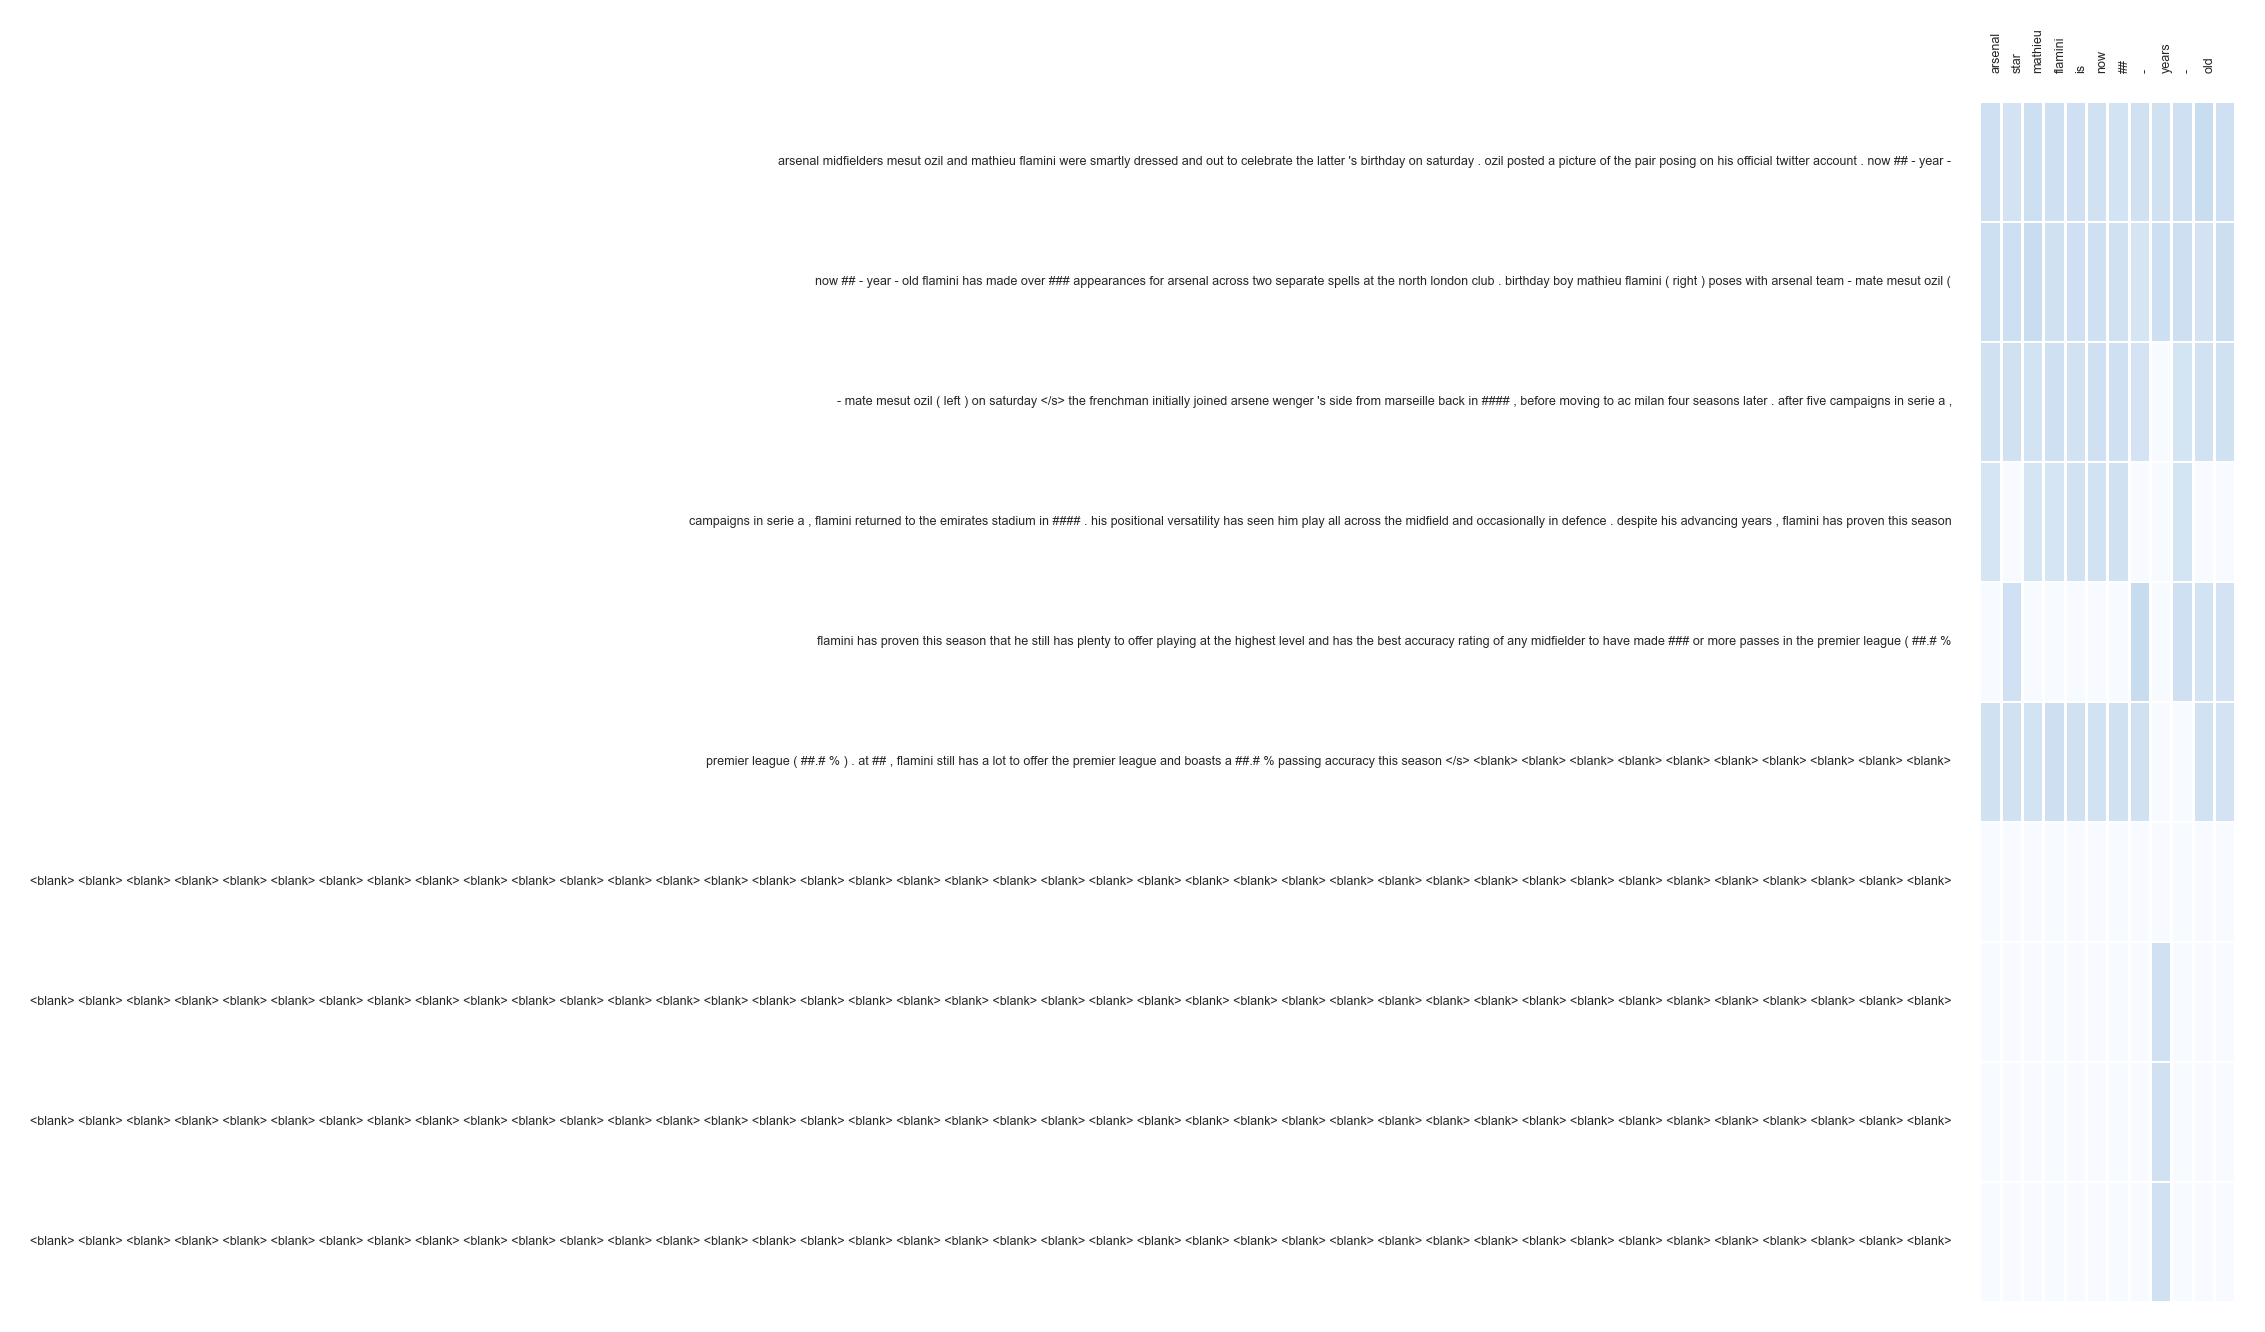 arsenal
star
mathieu
flamini
is
now
##
-
years
-
old
arsenal midfielders mesut ozil and mathieu flamini were smartly dressed and out to celebrate the latter 's birthday on saturday . ozil posted a picture of the pair posing on his official twitter account . now ## - year -
now ## - year - old flamini has made over ### appearances for arsenal across two separate spells at the north london club . birthday boy mathieu flamini ( right ) poses with arsenal team - mate mesut ozil (
- mate mesut ozil ( left ) on saturday </s> the frenchman initially joined arsene wenger 's side from marseille back in #### , before moving to ac milan four seasons later . after five campaigns in serie a ,
campaigns in serie a , flamini returned to the emirates stadium in #### . his positional versatility has seen him play all across the midfield and occasionally in defence . despite his advancing years , flamini has proven this season
flamini has proven this season that he still has plenty to offer playing at the highest level and has the best accuracy rating of any midfielder to have made ### or more passes in the premier league ( ##.# %
premier league ( ##.# % ) . at ## , flamini still has a lot to offer the premier league and boasts a ##.# % passing accuracy this season </s> <blank> <blank> <blank> <blank> <blank> <blank> <blank> <blank> <blank> <blank>
<blank> <blank> <blank> <blank> <blank> <blank> <blank> <blank> <blank> <blank> <blank> <blank> <blank> <blank> <blank> <blank> <blank> <blank> <blank> <blank> <blank> <blank> <blank> <blank> <blank> <blank> <blank> <blank> <blank> <blank> <blank> <blank> <blank> <blank> <blank> <blank> <blank> <blank> <blank> <blank>
<blank> <blank> <blank> <blank> <blank> <blank> <blank> <blank> <blank> <blank> <blank> <blank> <blank> <blank> <blank> <blank> <blank> <blank> <blank> <blank> <blank> <blank> <blank> <blank> <blank> <blank> <blank> <blank> <blank> <blank> <blank> <blank> <blank> <blank> <blank> <blank> <blank> <blank> <blank> <blank>
<blank> <blank> <blank> <blank> <blank> <blank> <blank> <blank> <blank> <blank> <blank> <blank> <blank> <blank> <blank> <blank> <blank> <blank> <blank> <blank> <blank> <blank> <blank> <blank> <blank> <blank> <blank> <blank> <blank> <blank> <blank> <blank> <blank> <blank> <blank> <blank> <blank> <blank> <blank> <blank>
<blank> <blank> <blank> <blank> <blank> <blank> <blank> <blank> <blank> <blank> <blank> <blank> <blank> <blank> <blank> <blank> <blank> <blank> <blank> <blank> <blank> <blank> <blank> <blank> <blank> <blank> <blank> <blank> <blank> <blank> <blank> <blank> <blank> <blank> <blank> <blank> <blank> <blank> <blank> <blank>